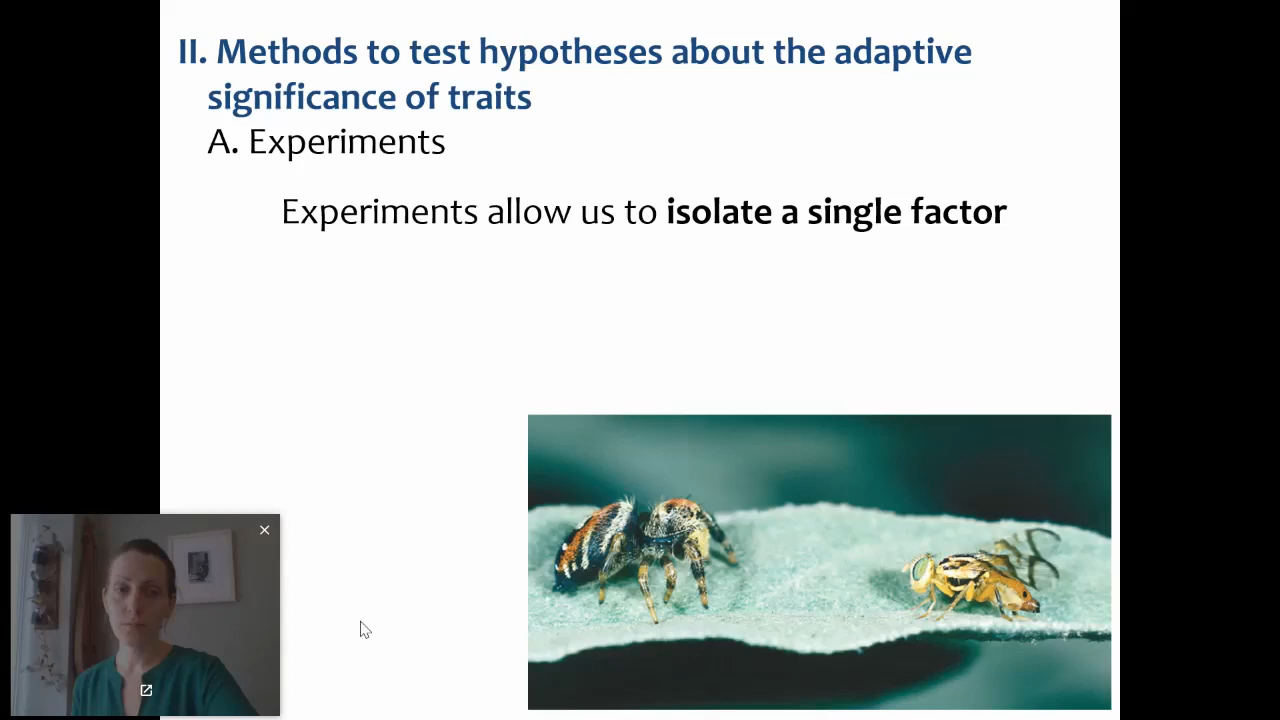 II. Methods to test hypotheses about the adaptive
significance of traits
A. Experiments
Experiments allow us to isolate a single factor